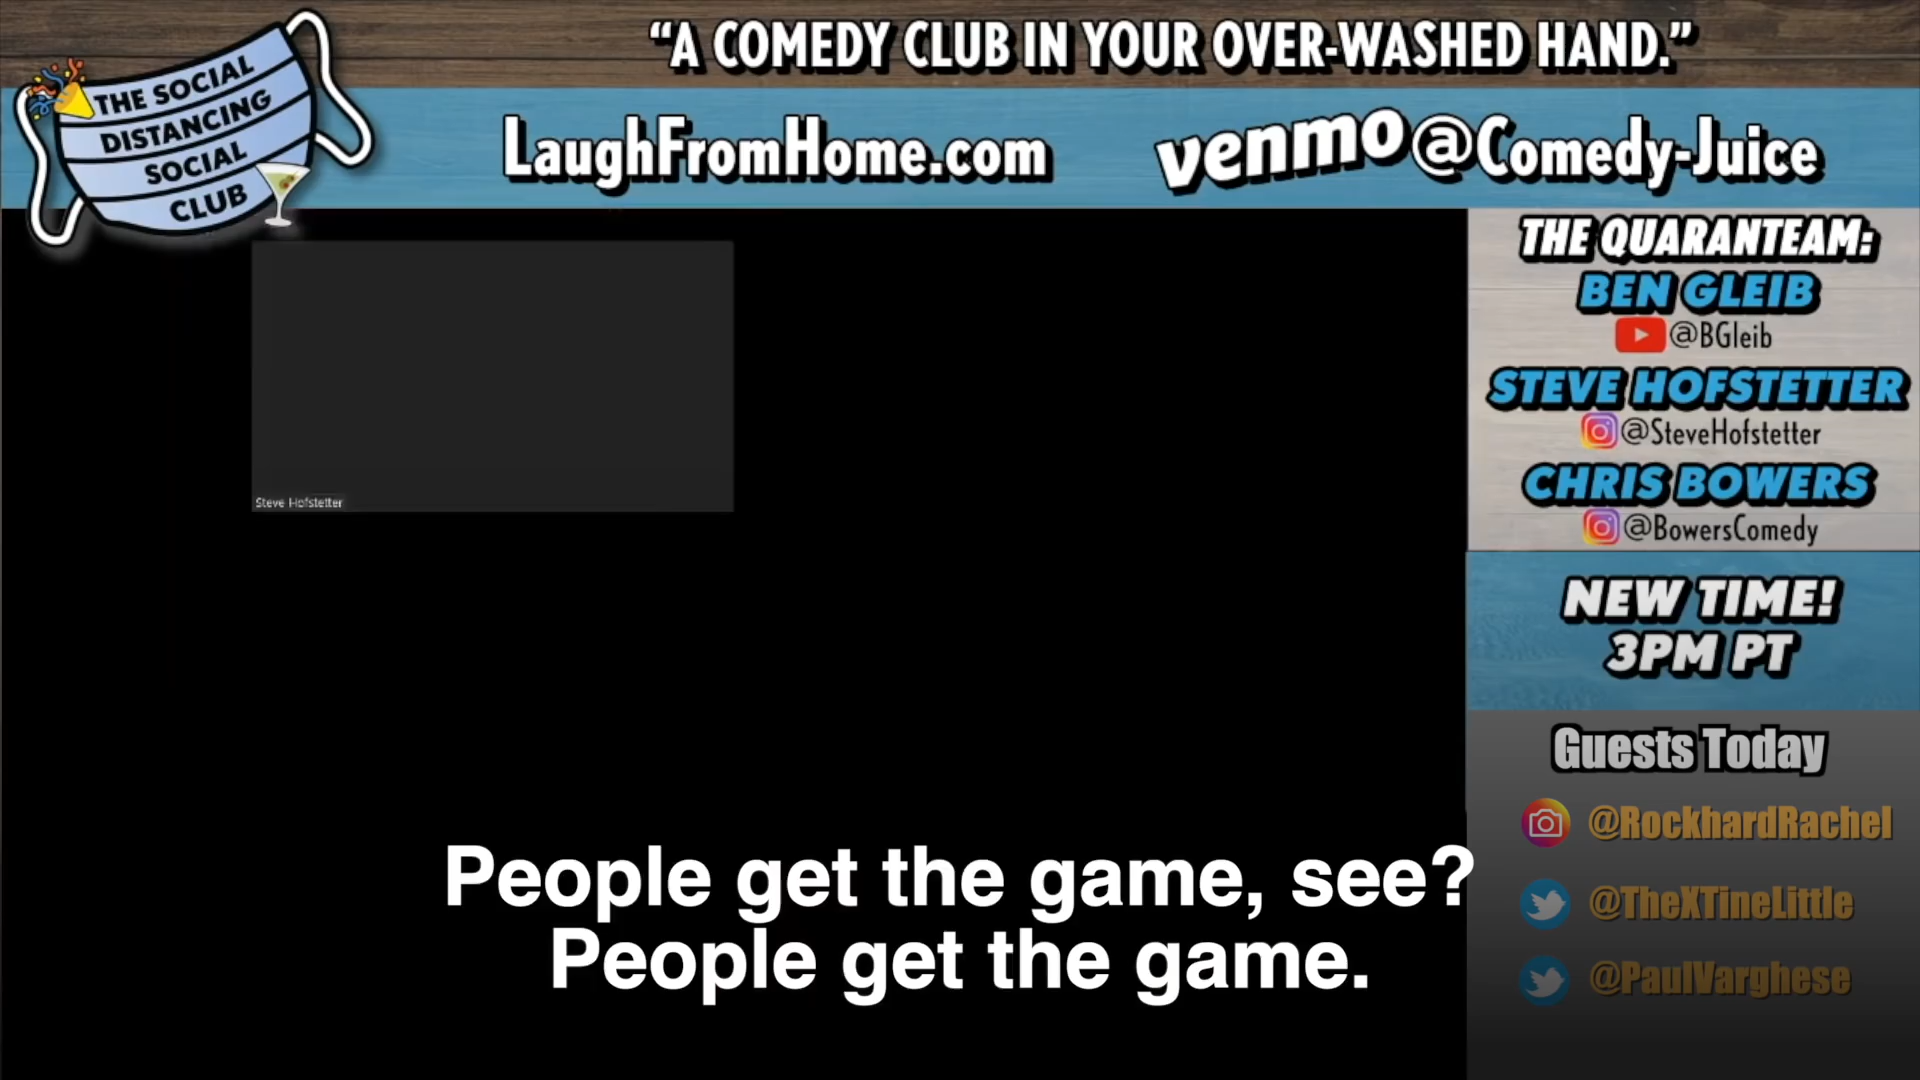 “A COMEDY CLUB IN YOUR OVER-WASHED HAND.”
THE SOCIAL
DISTANCING
SOCIAL
CLUB
LaughFromHome.com
venmo @Comedy-Juice
THE QUARANTEAM:
BEN GLEIB
@BGleib
STEVE HOFSTETTER
@SteveHofstetter
CHRIS BOWERS
@BowersComedy
NEW TIME!
3PM PT
Guests Today
@RockhardRachel
@TheXTineLittle
@PaulVarghese
Steve Hofstetter
People get the game, see?
People get the game.